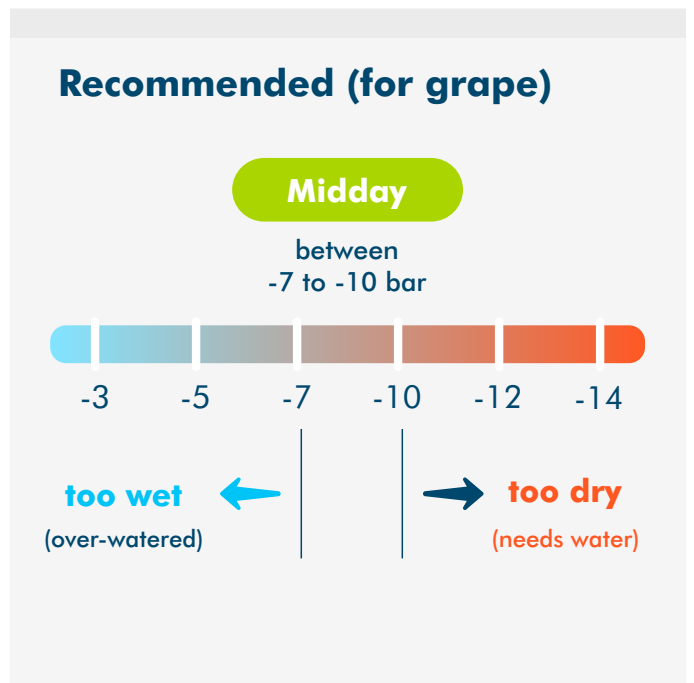 Recommended (for grape)
Midday
between
-7 to -10 bar
-3 -5 -7 -10 -12 -14
too wet too dry
(over-watered) (needs water)